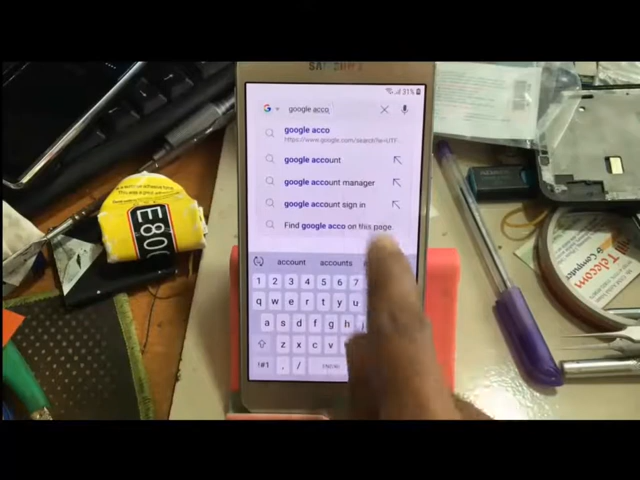 SAMSUNG
31%
google acco
google acco
https://www.google.com/search?ie=UTF
google account
google account manager
google account sign in
Find google acco on this page
account accounts
1 2 3 4 5 6 7
q w e r t y u
a s d f g h j
z x c v
!#1 , /
E800
Telecom